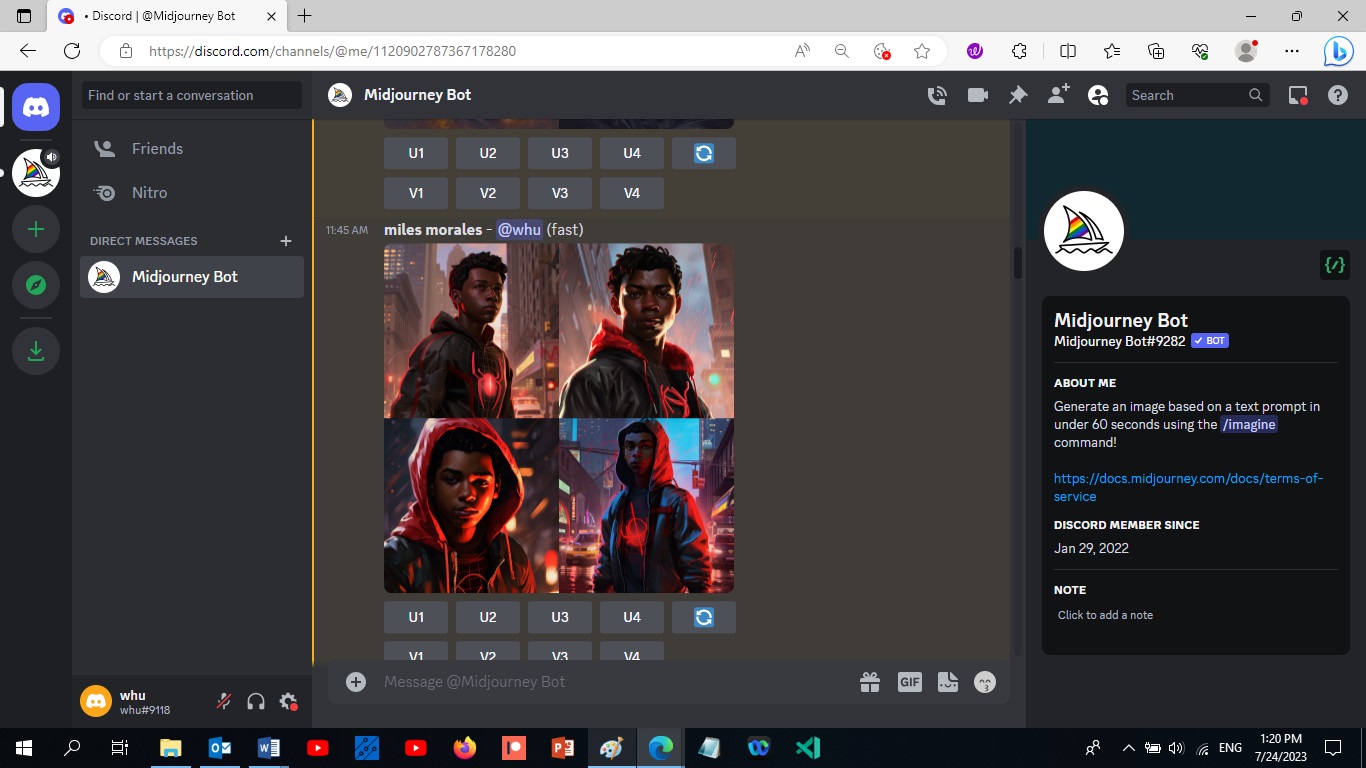 • Discord | @Midjourney Bot
https://discord.com/channels/@me/1120902787367178280
Find or start a conversation
Friends
Nitro
DIRECT MESSAGES
Midjourney Bot
whu
whu#9118
Midjourney Bot
Search
U1 U2 U3 U4
V1 V2 V3 V4
11:45 AM miles morales - @whu (fast)
U1 U2 U3 U4
V1 V2 V3 V4
Message @Midjourney Bot
GIF
Midjourney Bot
Midjourney Bot#9282 ✓ BOT
ABOUT ME
Generate an image based on a text prompt in
under 60 seconds using the /imagine
command!
https://docs.midjourney.com/docs/terms-of-
service
DISCORD MEMBER SINCE
Jan 29, 2022
NOTE
Click to add a note
ENG
1:20 PM
7/24/2023